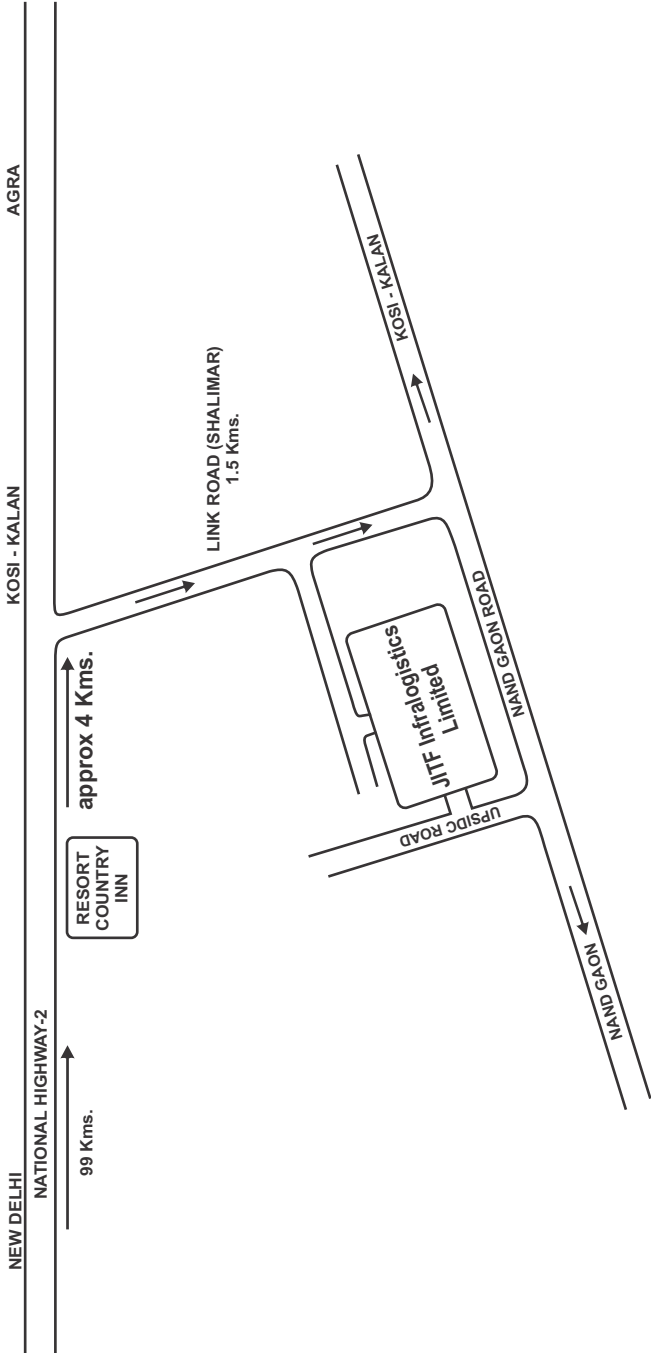 NEW DELHI
KOSI - KALAN
AGRA
NATIONAL HIGHWAY-2
99 Kms.
RESORT
COUNTRY
INN
approx 4 Kms.
LINK ROAD (SHALIMAR)
1.5 Kms.
KOSI - KALAN
JITF Infralogistics
Limited
UPSIDC ROAD
NAND GAON ROAD
NAND GAON